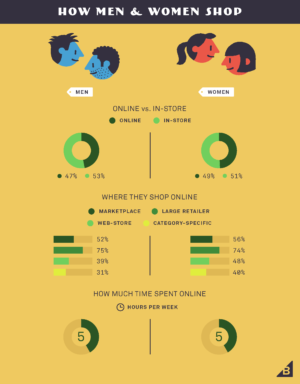 HOW MEN & WOMEN SHOP
MEN
WOMEN
ONLINE vs. IN-STORE
ONLINE
IN-STORE
47%
53%
49%
51%
WHERE THEY SHOP ONLINE
MARKETPLACE
LARGE RETAILER
WEB-STORE
CATEGORY-SPECIFIC
52%
75%
39%
31%
56%
74%
48%
40%
HOW MUCH TIME SPENT ONLINE
HOURS PER WEEK
5
5
B